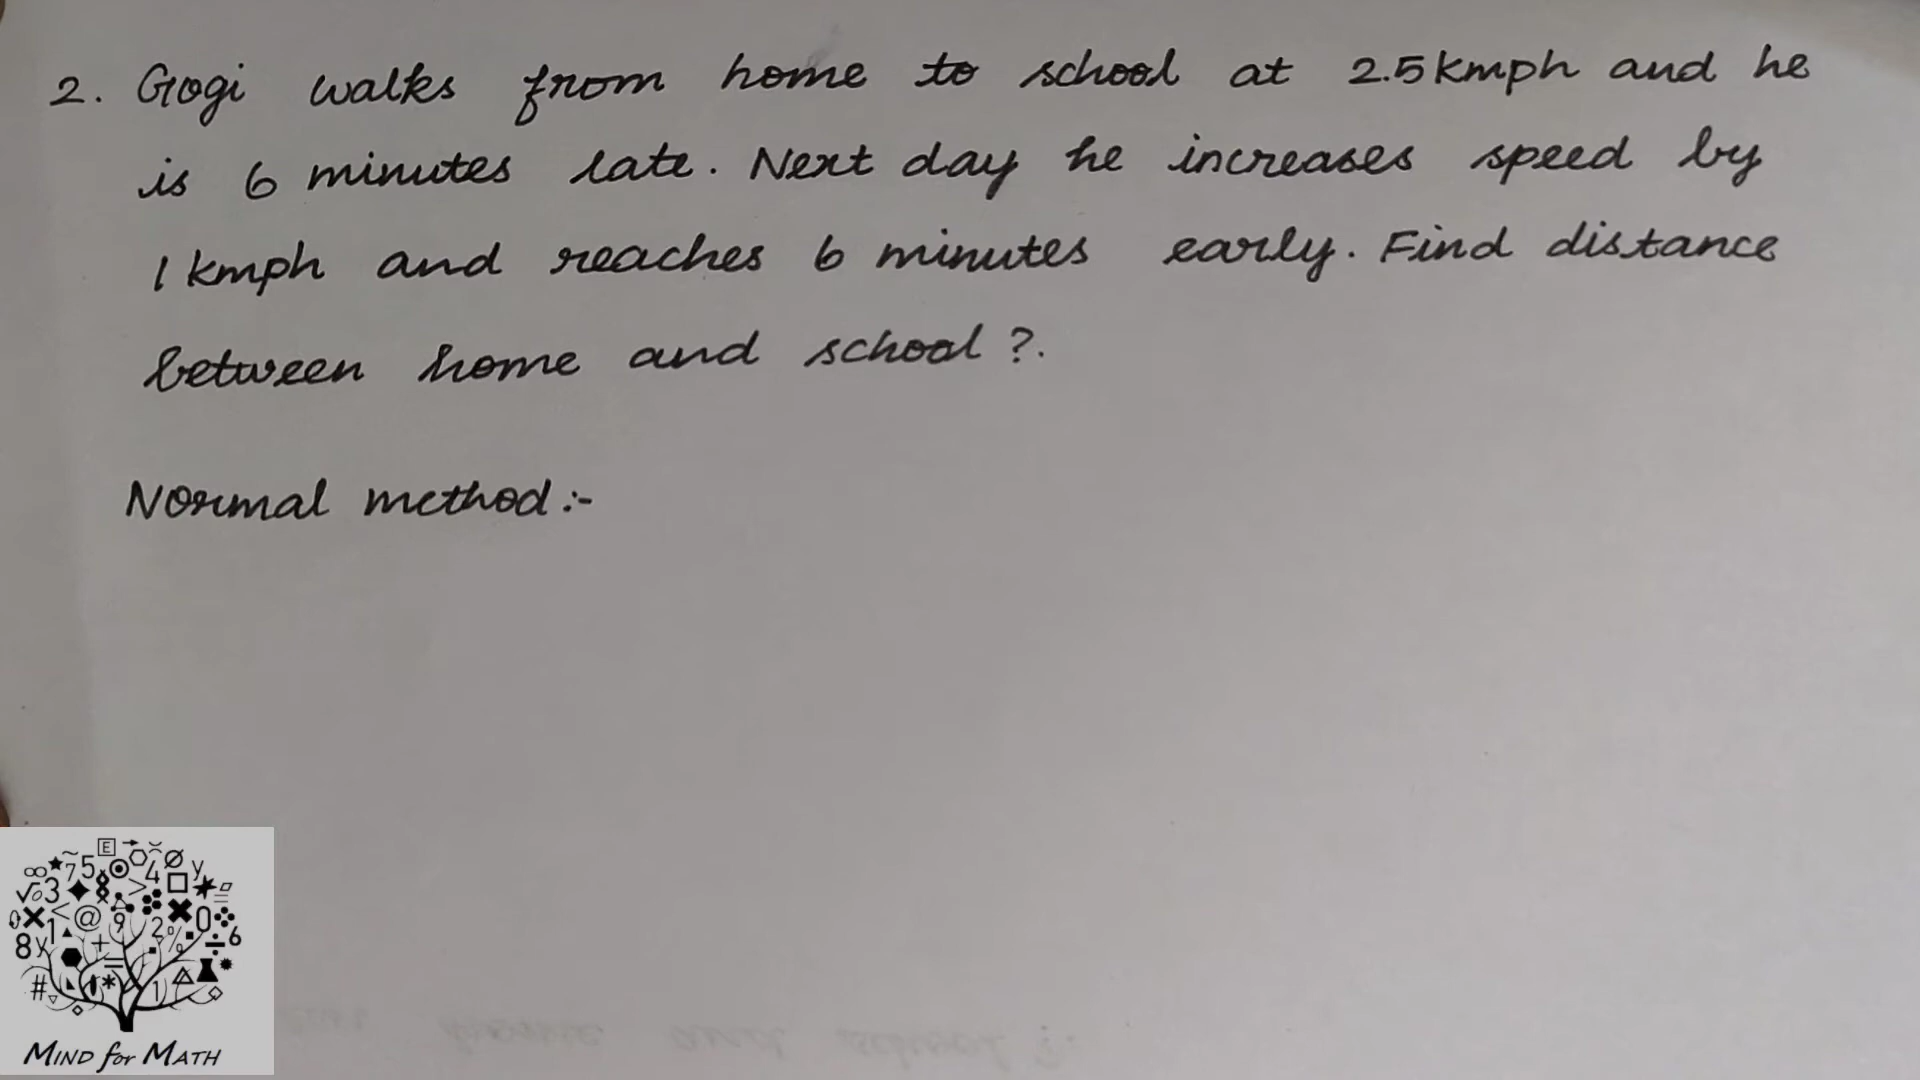 2. Gogi walks from home to school at 2.5kmph and he
is 6 minutes late. Next day he increases speed by
1 kmph and reaches 6 minutes early. Find distance
between home and school ?.
Normal method :-
MIND for MATH